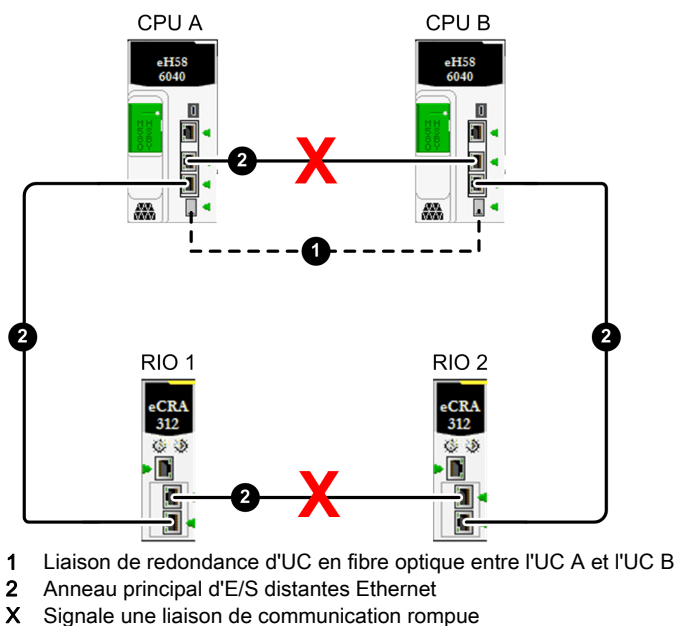 CPU A CPU B
eH58 eH58
6040 6040
2 X
1
2 2
RIO 1 RIO 2
eCRA eCRA
312 312
2 X
1 Liaison de redondance d'UC en fibre optique entre l'UC A et l'UC B
2 Anneau principal d'E/S distantes Ethernet
X Signale une liaison de communication rompue